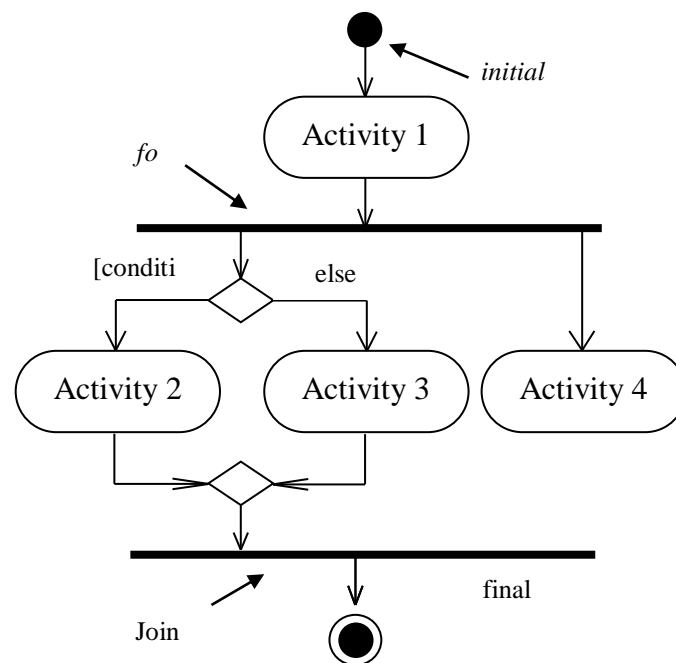 initial
Activity 1
fo
[conditi
else
Activity 2
Activity 3
Activity 4
final
Join